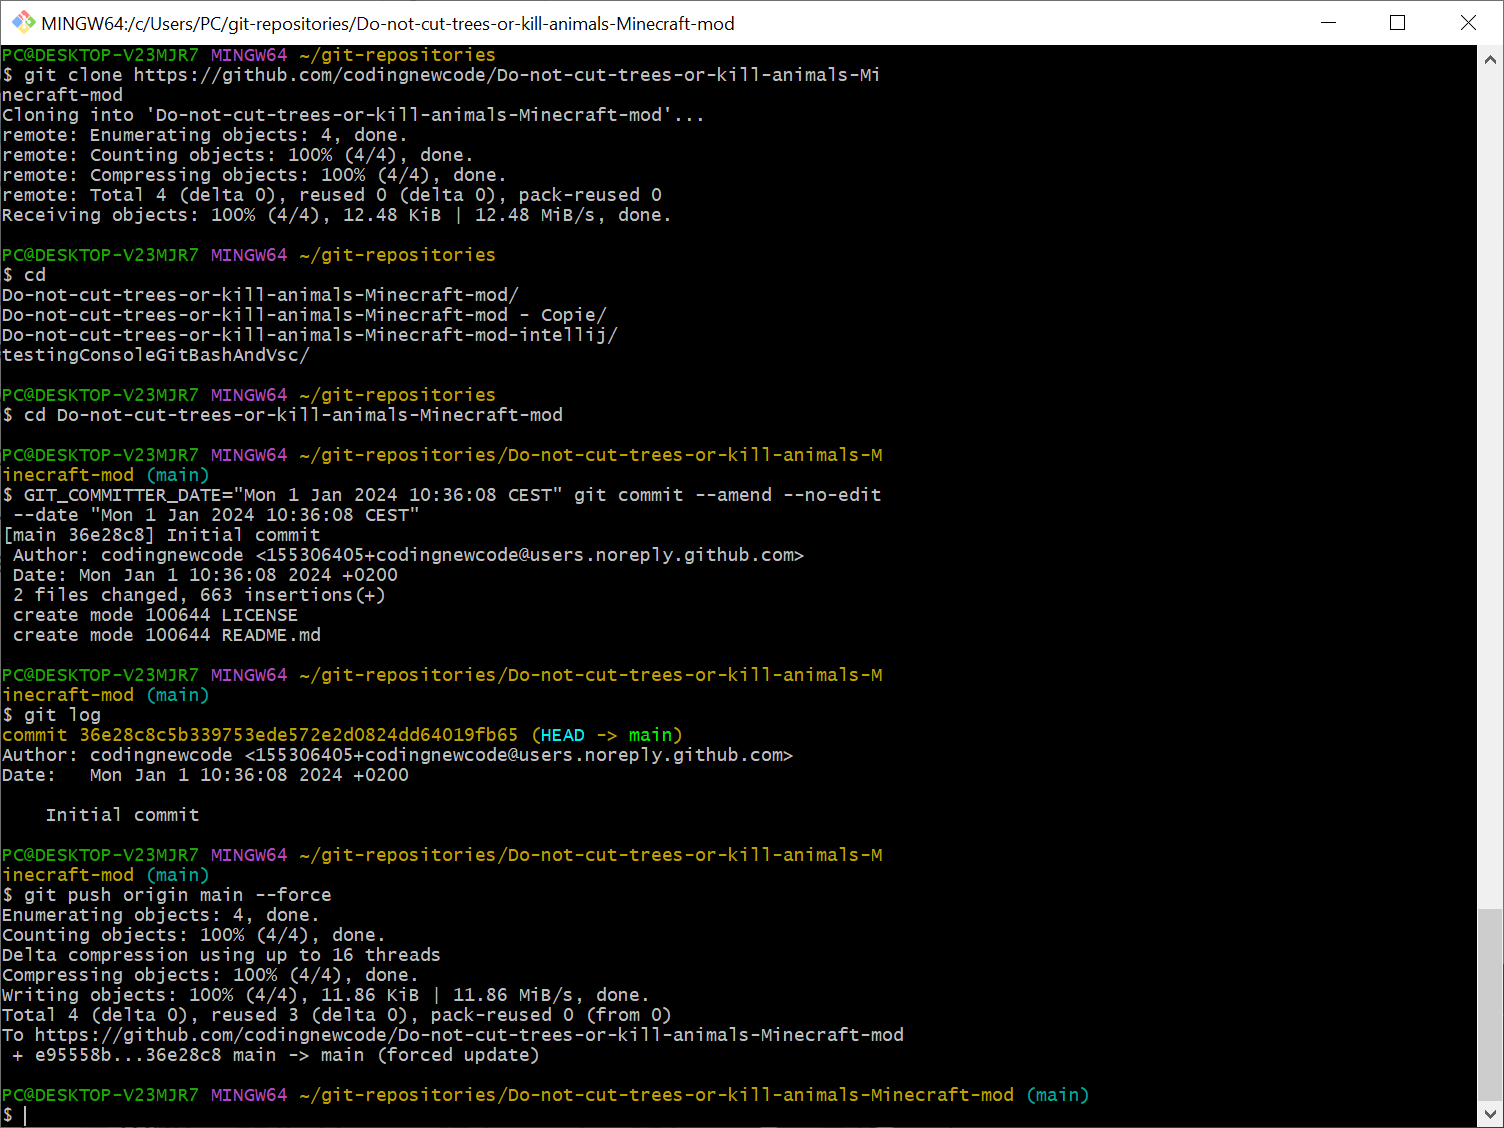 MINGW64:/c/Users/PC/git-repositories/Do-not-cut-trees-or-kill-animals-Minecraft-mod
PC@DESKTOP-V23MJR7 MINGW64 ~/git-repositories
$ git clone https://github.com/codingnewcode/Do-not-cut-trees-or-kill-animals-Mi
necraft-mod
Cloning into 'Do-not-cut-trees-or-kill-animals-Minecraft-mod'...
remote: Enumerating objects: 4, done.
remote: Counting objects: 100% (4/4), done.
remote: Compressing objects: 100% (4/4), done.
remote: Total 4 (delta 0), reused 0 (delta 0), pack-reused 0
Receiving objects: 100% (4/4), 12.48 KiB | 12.48 MiB/s, done.

PC@DESKTOP-V23MJR7 MINGW64 ~/git-repositories
$ cd
Do-not-cut-trees-or-kill-animals-Minecraft-mod/
Do-not-cut-trees-or-kill-animals-Minecraft-mod - Copie/
Do-not-cut-trees-or-kill-animals-Minecraft-mod-intellij/
testingConsoleGitBashAndVsc/

PC@DESKTOP-V23MJR7 MINGW64 ~/git-repositories
$ cd Do-not-cut-trees-or-kill-animals-Minecraft-mod

PC@DESKTOP-V23MJR7 MINGW64 ~/git-repositories/Do-not-cut-trees-or-kill-animals-M
inecraft-mod (main)
$ GIT_COMMITTER_DATE="Mon 1 Jan 2024 10:36:08 CEST" git commit --amend --no-edit
 --date "Mon 1 Jan 2024 10:36:08 CEST"
[main 36e28c8] Initial commit
 Author: codingnewcode <155306405+codingnewcode@users.noreply.github.com>
 Date: Mon Jan 1 10:36:08 2024 +0200
 2 files changed, 663 insertions(+)
 create mode 100644 LICENSE
 create mode 100644 README.md

PC@DESKTOP-V23MJR7 MINGW64 ~/git-repositories/Do-not-cut-trees-or-kill-animals-M
inecraft-mod (main)
$ git log
commit 36e28c8c5b339753ede572e2d0824dd64019fb65 (HEAD -> main)
Author: codingnewcode <155306405+codingnewcode@users.noreply.github.com>
Date:   Mon Jan 1 10:36:08 2024 +0200

    Initial commit

PC@DESKTOP-V23MJR7 MINGW64 ~/git-repositories/Do-not-cut-trees-or-kill-animals-M
inecraft-mod (main)
$ git push origin main --force
Enumerating objects: 4, done.
Counting objects: 100% (4/4), done.
Delta compression using up to 16 threads
Compressing objects: 100% (4/4), done.
Writing objects: 100% (4/4), 11.86 KiB | 11.86 MiB/s, done.
Total 4 (delta 0), reused 3 (delta 0), pack-reused 0 (from 0)
To https://github.com/codingnewcode/Do-not-cut-trees-or-kill-animals-Minecraft-mod
 + e95558b...36e28c8 main -> main (forced update)

PC@DESKTOP-V23MJR7 MINGW64 ~/git-repositories/Do-not-cut-trees-or-kill-animals-Minecraft-mod (main)
$